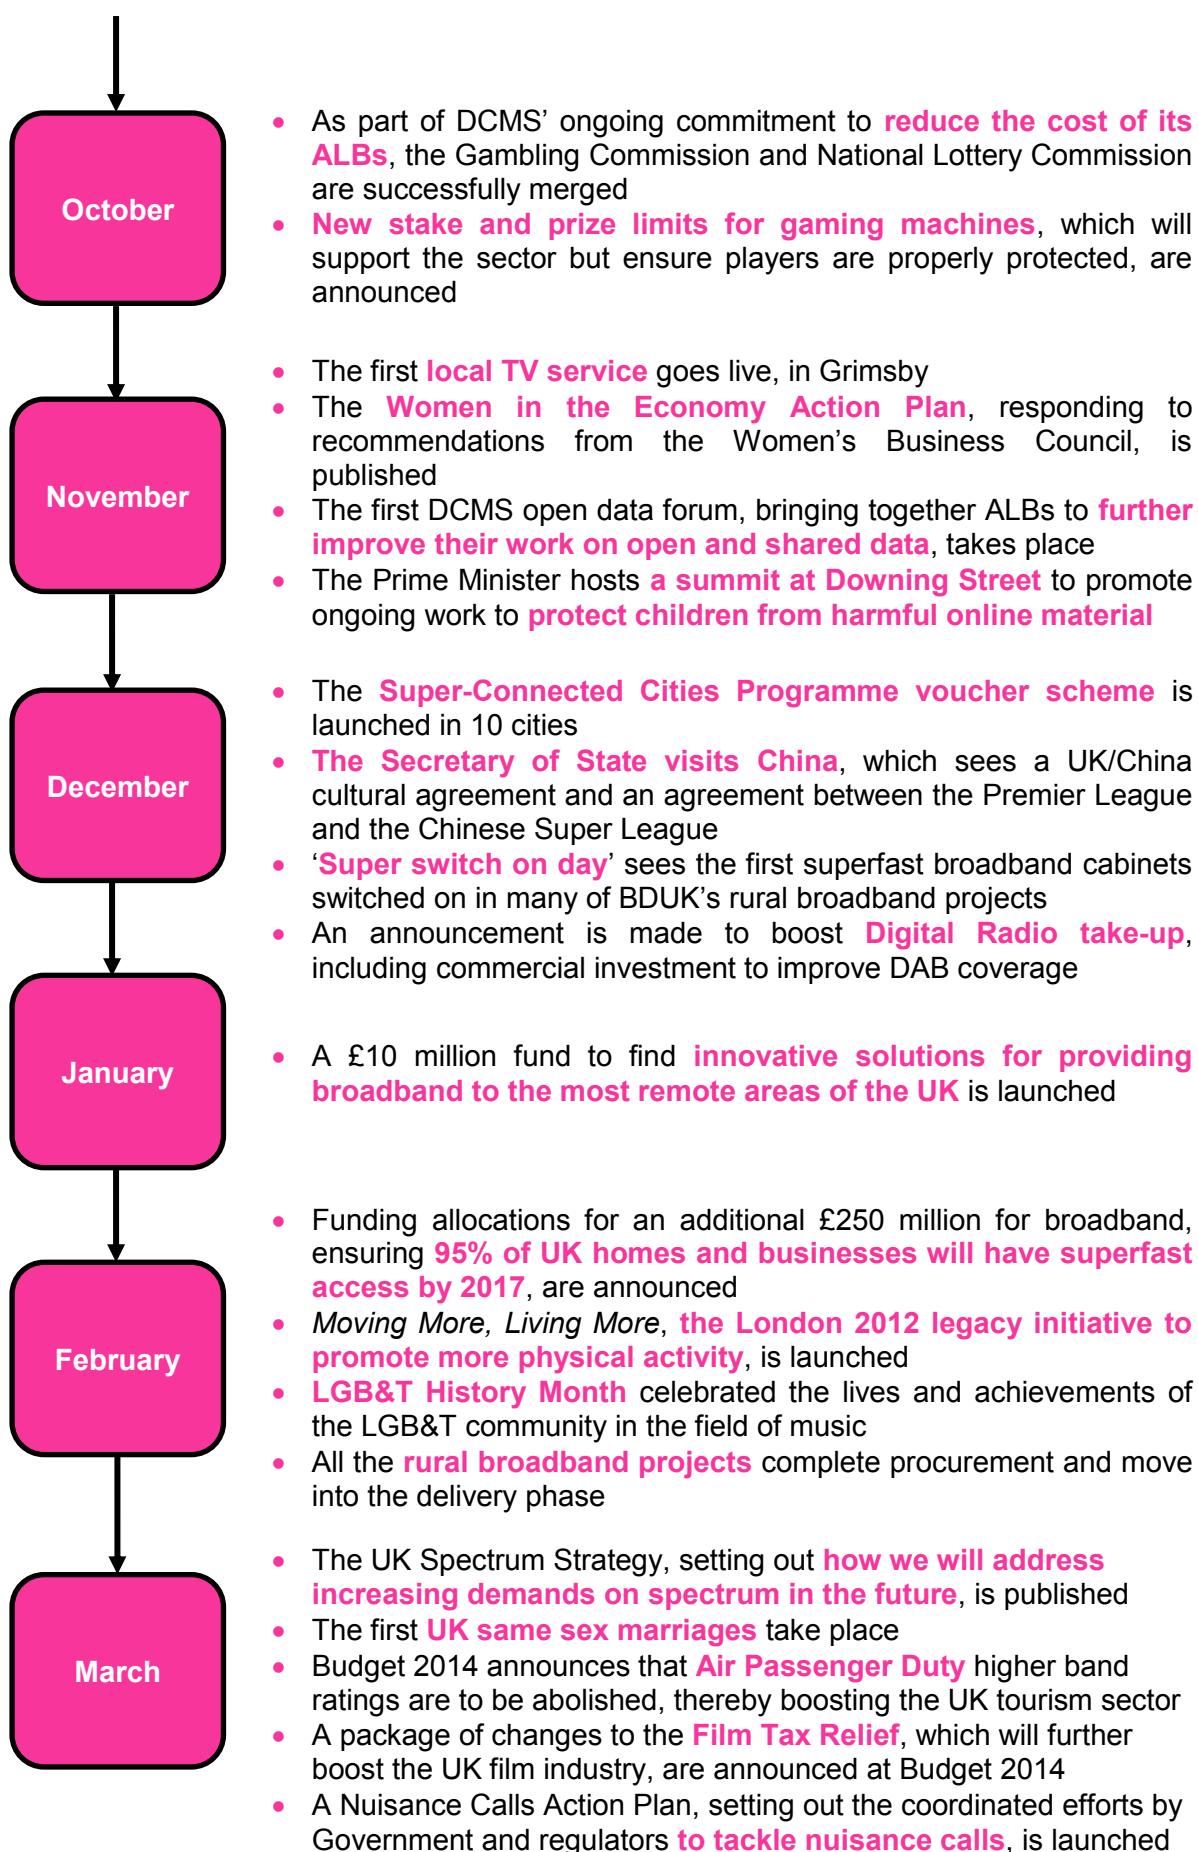 October
• As part of DCMS’ ongoing commitment to reduce the cost of its
ALBs, the Gambling Commission and National Lottery Commission
are successfully merged
• New stake and prize limits for gaming machines, which will
support the sector but ensure players are properly protected, are
announced
November
• The first local TV service goes live, in Grimsby
• The Women in the Economy Action Plan, responding to
recommendations from the Women’s Business Council, is
published
• The first DCMS open data forum, bringing together ALBs to further
improve their work on open and shared data, takes place
• The Prime Minister hosts a summit at Downing Street to promote
ongoing work to protect children from harmful online material
December
• The Super-Connected Cities Programme voucher scheme is
launched in 10 cities
• The Secretary of State visits China, which sees a UK/China
cultural agreement and an agreement between the Premier League
and the Chinese Super League
• ‘Super switch on day’ sees the first superfast broadband cabinets
switched on in many of BDUK’s rural broadband projects
• An announcement is made to boost Digital Radio take-up,
including commercial investment to improve DAB coverage
January
• A £10 million fund to find innovative solutions for providing
broadband to the most remote areas of the UK is launched
February
• Funding allocations for an additional £250 million for broadband,
ensuring 95% of UK homes and businesses will have superfast
access by 2017, are announced
• Moving More, Living More, the London 2012 legacy initiative to
promote more physical activity, is launched
• LGB&T History Month celebrated the lives and achievements of
the LGB&T community in the field of music
• All the rural broadband projects complete procurement and move
into the delivery phase
March
• The UK Spectrum Strategy, setting out how we will address
increasing demands on spectrum in the future, is published
• The first UK same sex marriages take place
• Budget 2014 announces that Air Passenger Duty higher band
ratings are to be abolished, thereby boosting the UK tourism sector
• A package of changes to the Film Tax Relief, which will further
boost the UK film industry, are announced at Budget 2014
• A Nuisance Calls Action Plan, setting out the coordinated efforts by
Government and regulators to tackle nuisance calls, is launched